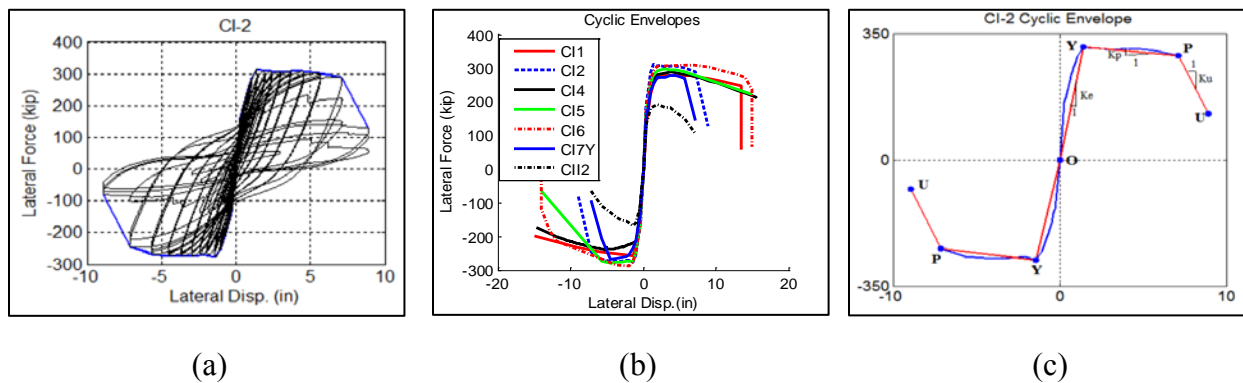 CI-2
Lateral Force (kip)
400
300
200
100
0
-100
-200
-300
-10 -5 0 5 10
Lateral Disp. (in)
(a)
Cyclic Envelopes
CI1
CI2
CI4
CI5
CI6
CI7Y
CII2
Lateral Force (kip)
400
300
200
100
0
-100
-200
-300
-20 -10 0 10 20
Lateral Disp.(in)
(b)
CI-2 Cyclic Envelope
350
0
-350
Y
Kp
1
P
1
Ku
Ke
1
U
O
U
P
Y
-10 0 10
(c)